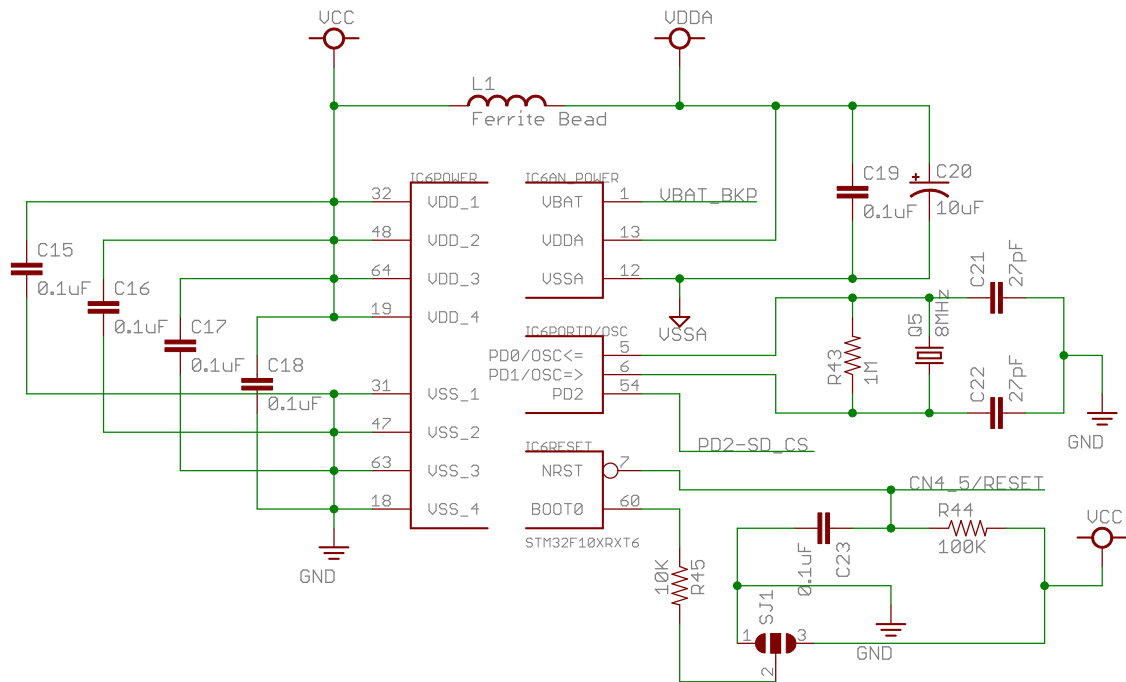 VCC
VDDA
L1
Ferrite Bead
IC6POWER
IC6AN_POWER
32
VDD_1
VBAT
1
VBAT_BKP
C19
0.1uF
C20
10uF
48
VDD_2
VDDA
13
C15
0.1uF
64
VDD_3
VSSA
12
C21
27pF
C16
0.1uF
19
VDD_4
VSSA
C17
0.1uF
IC6PORTD/OSC
Q5
8MHz
PD0/OSC<=
5
R43
1M
C18
0.1uF
PD1/OSC=>
6
31
VSS_1
PD2
54
C22
27pF
47
VSS_2
PD2-SD_CS
GND
IC6RESET
63
VSS_3
NRST
7
CN4_5/RESET
18
VSS_4
BOOT0
60
R44
100K
VCC
STM32F10XRXT6
0.1uF
C23
GND
10K
R45
SJ1
1
3
2
GND